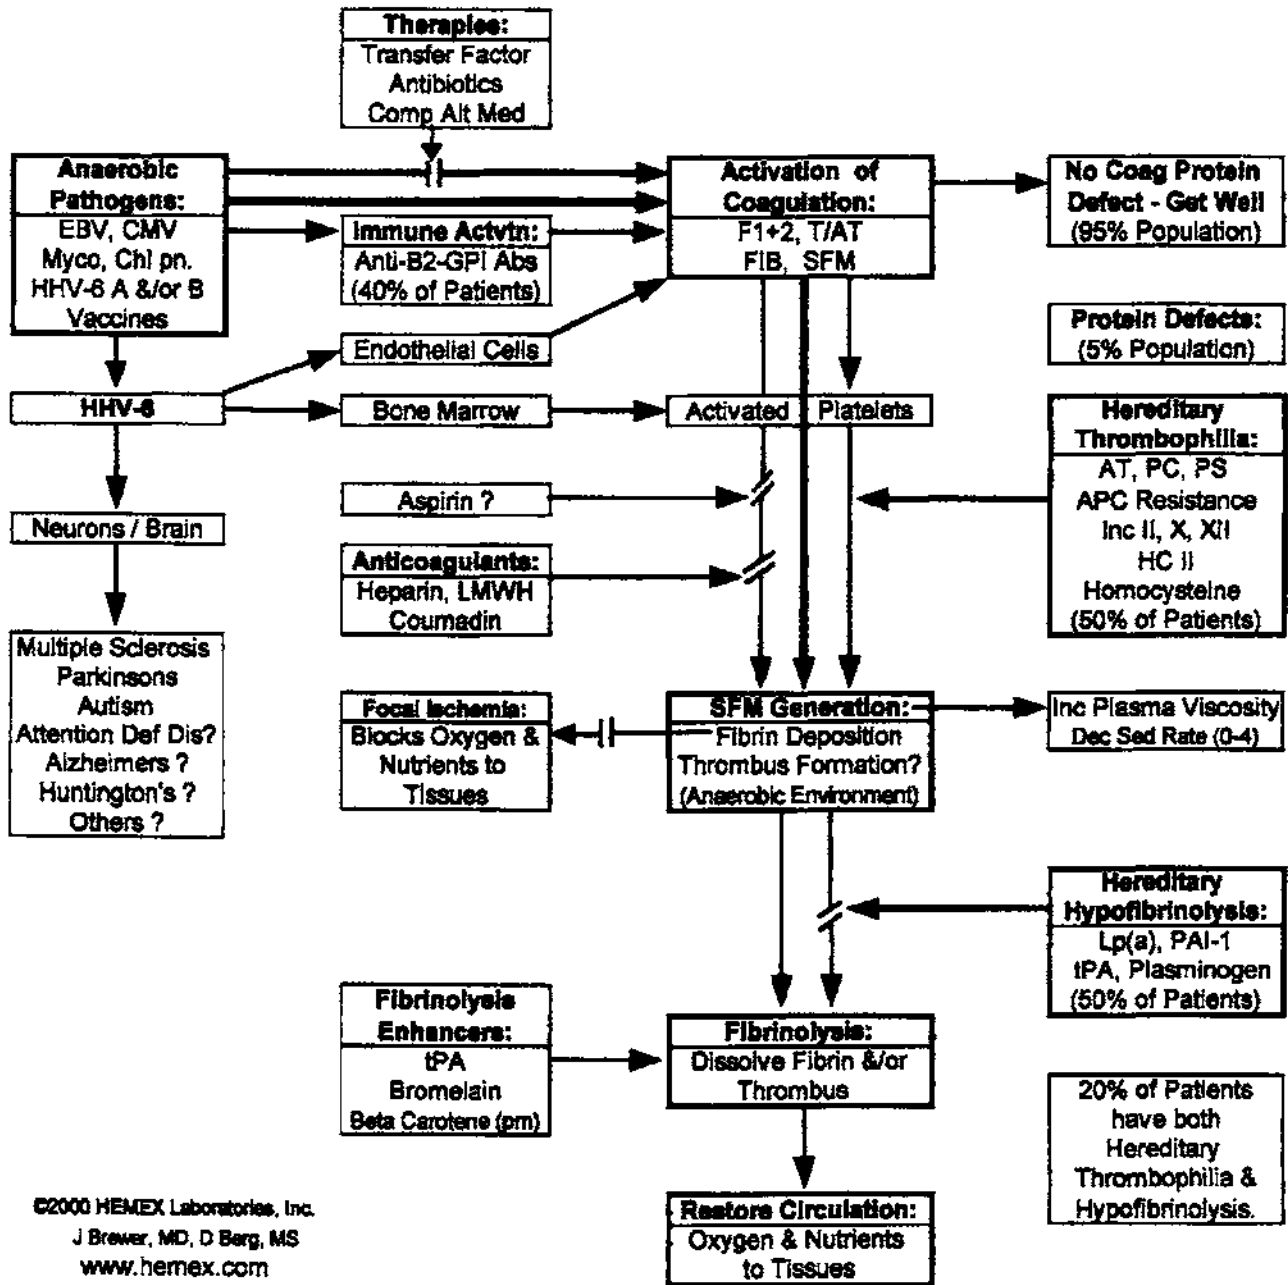 Therapies:
Transfer Factor
Antibiotics
Comp Alt Med
Anaerobic
Pathogens:
EBV, CMV
Myco, Chl pn.
HHV-6 A &/or B
Vaccines
Immune Actvtn:
Anti-B2-GPI Abs
(40% of Patients)
Activation of
Coagulation:
F1+2, T/AT
FIB, SFM
No Coag Protein
Defect - Get Well
(95% Population)
Protein Defects:
(5% Population)
Endothelial Cells
HHV-6
Bone Marrow
Activated Platelets
Hereditary
Thrombophilia:
AT, PC, PS
APC Resistance
Inc II, X, XII
HC II
Homocysteine
(50% of Patients)
Aspirin ?
Neurons / Brain
Anticoagulants:
Heparin, LMWH
Coumadin
Multiple Sclerosis
Parkinsons
Autism
Attention Def Dis?
Alzheimers ?
Huntington's ?
Others ?
Focal Ischemia:
Blocks Oxygen &
Nutrients to
Tissues
SFM Generation:
Fibrin Deposition
Thrombus Formation?
(Anaerobic Environment)
Inc Plasma Viscosity
Dec Sed Rate (0-4)
Hereditary
Hypofibrinolysis:
Lp(a), PAI-1
tPA, Plasminogen
(50% of Patients)
Fibrinolysis
Enhancers:
tPA
Bromelain
Beta Carotene (prn)
Fibrinolysis:
Dissolve Fibrin &/or
Thrombus
20% of Patients
have both
Hereditary
Thrombophilia &
Hypofibrinolysis.
Restore Circulation:
Oxygen & Nutrients
to Tissues
©2000 HEMEX Laboratories, Inc.
J Brewer, MD, D Berg, MS
www.hemex.com